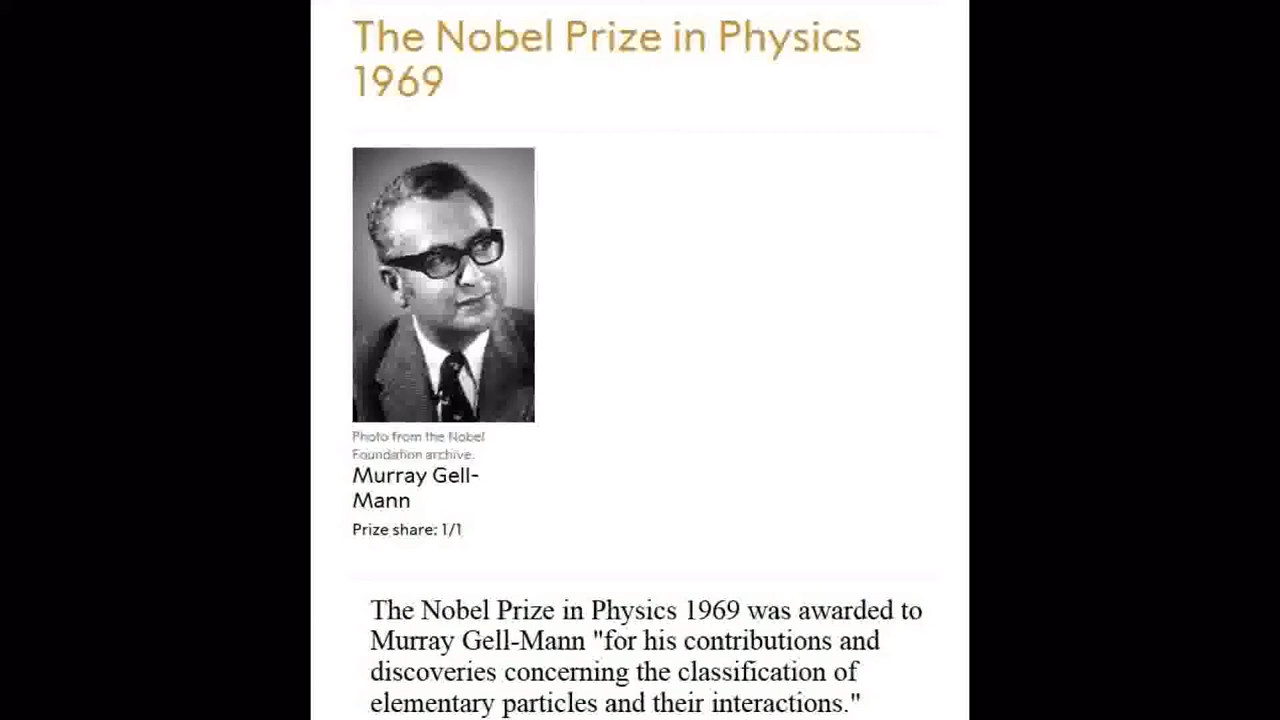 The Nobel Prize in Physics
1969
Photo from the Nobel
Foundation archive.
Murray Gell-
Mann
Prize share: 1/1
The Nobel Prize in Physics 1969 was awarded to
Murray Gell-Mann "for his contributions and
discoveries concerning the classification of
elementary particles and their interactions."